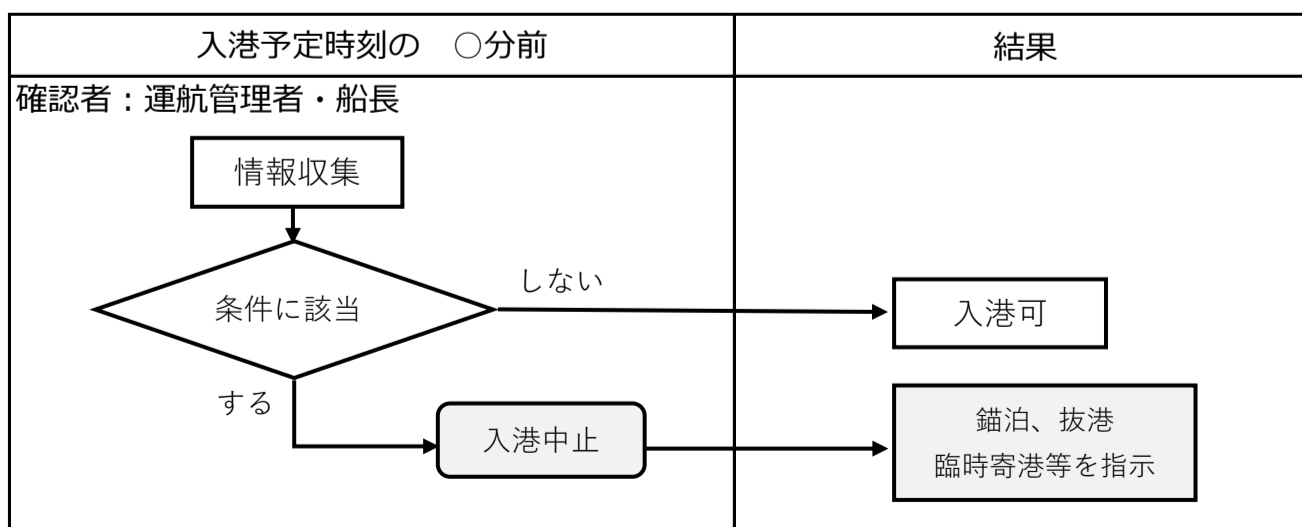 入港予定時刻の　○分前
結果
確認者：運航管理者・船長
情報収集
条件に該当
しない
入港可
する
入港中止
錨泊、抜港
臨時寄港等を指示